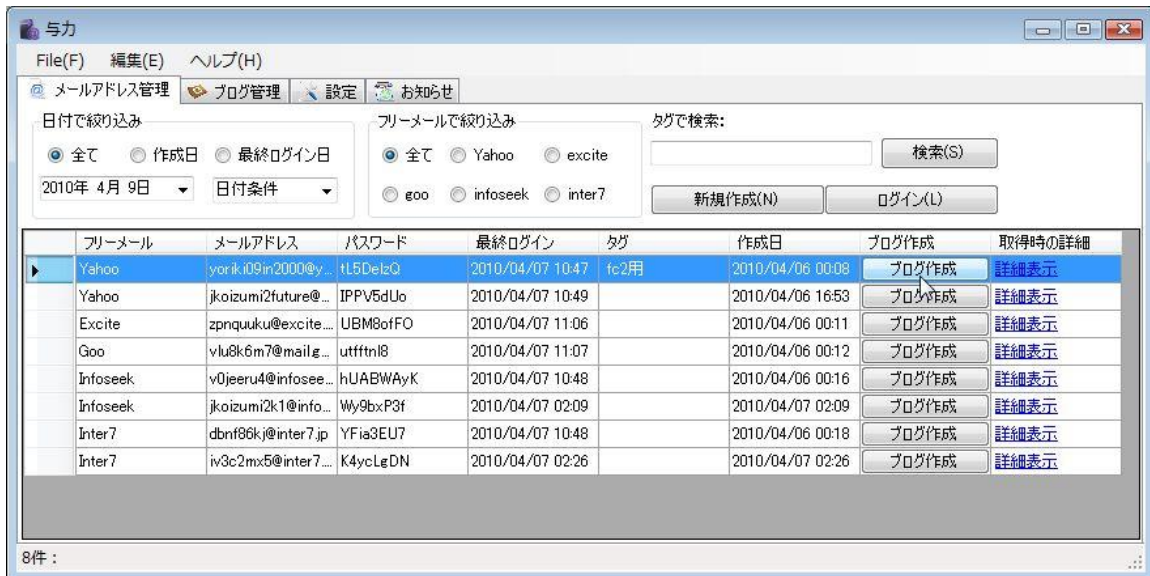 与力
File(F) 編集(E) ヘルプ(H)
メールアドレス管理 ブログ管理 設定 お知らせ
日付で絞り込み フリーメールで絞り込み タグで検索:
全て 作成日 最終ログイン日 全て Yahoo excite 検索(S)
2010年 4月 9日 日付条件 goo infoseek inter7 新規作成(N) ログイン(L)
フリーメール メールアドレス パスワード 最終ログイン タグ 作成日 ブログ作成 取得時の詳細
Yahoo yoriki09in2000@y... tL5DelzQ 2010/04/07 10:47 fc2用 2010/04/06 00:08 ブログ作成 詳細表示
Yahoo jkoizumi2future@... IPPV5dUo 2010/04/07 10:49 2010/04/06 16:53 ブログ作成 詳細表示
Excite zpnquuku@excite... UBM8ofFO 2010/04/07 11:06 2010/04/06 00:11 ブログ作成 詳細表示
Goo vlu8k6m7@mailg... utfftnl8 2010/04/07 11:07 2010/04/06 00:12 ブログ作成 詳細表示
Infoseek v0jeeru4@infosee... hUABWAyK 2010/04/07 10:48 2010/04/06 00:16 ブログ作成 詳細表示
Infoseek jkoizumi2k1@info... Wy9bxP3f 2010/04/07 02:09 2010/04/07 02:09 ブログ作成 詳細表示
Inter7 dbnf86kj@inter7.jp YFia3EU7 2010/04/07 10:48 2010/04/06 00:18 ブログ作成 詳細表示
Inter7 iv3c2mx5@inter7.... K4ycLgDN 2010/04/07 02:26 2010/04/07 02:26 ブログ作成 詳細表示
8件 :